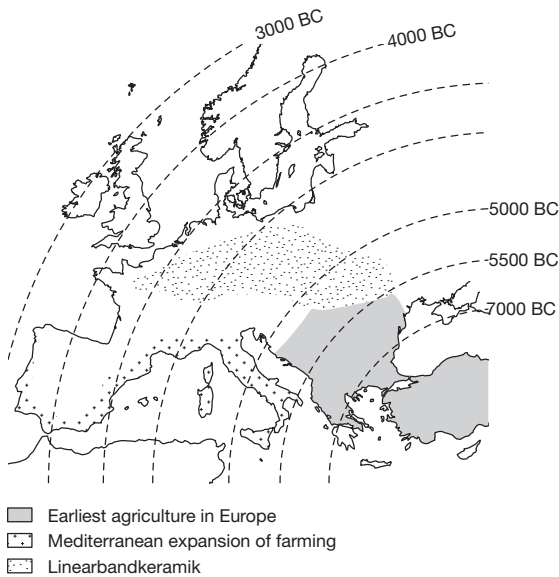 3000 BC
4000 BC
5000 BC
5500 BC
7000 BC
Earliest agriculture in Europe
Mediterranean expansion of farming
Linearbandkeramik